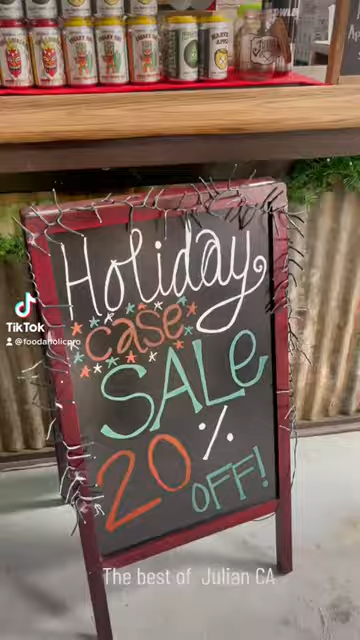 Holiday
case
SALE
20%
OFF!
TikTok
@foodaholicpro
The best of Julian CA